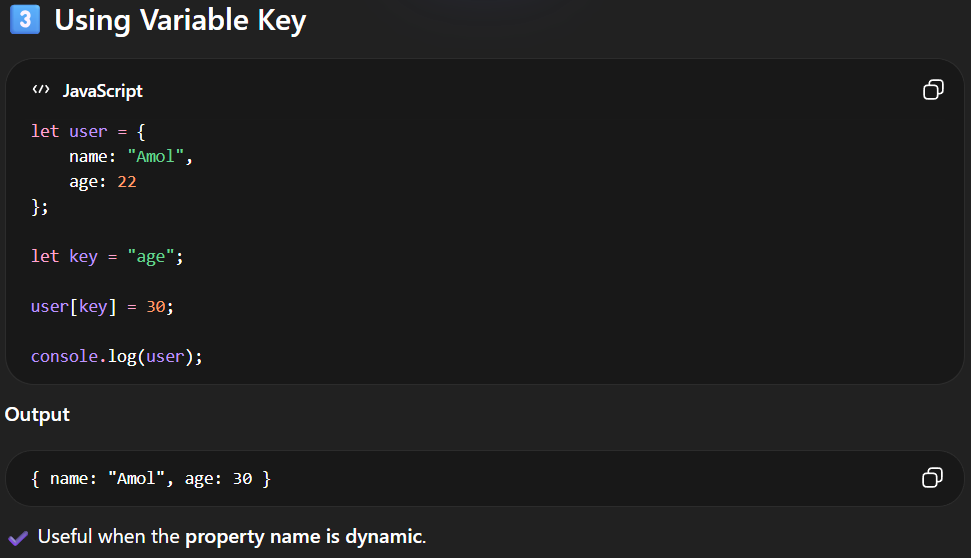 3 Using Variable Key
</> JavaScript
let user = {
    name: "Amol",
    age: 22
};
let key = "age";
user[key] = 30;
console.log(user);
Output
{ name: "Amol", age: 30 }
✔ Useful when the property name is dynamic.